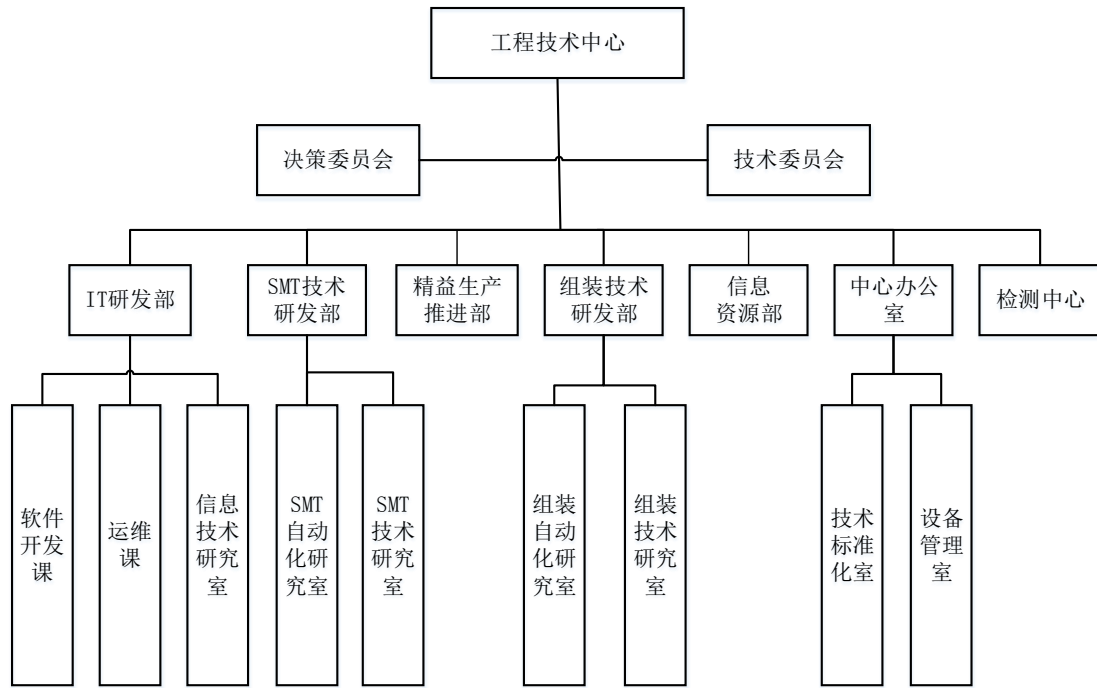 工程技术中心
决策委员会
技术委员会
IT研发部
SMT技术
研发部
精益生产
推进部
组装技术
研发部
信息
资源部
中心办公
室
检测中心
软件
开发
课
运维
课
信息
技术
研究
室
SMT
自动
化研
究室
SMT
技术
研究
室
组装
自动
化研
究室
组装
技术
研究
室
技术
标准
化室
设备
管理
室